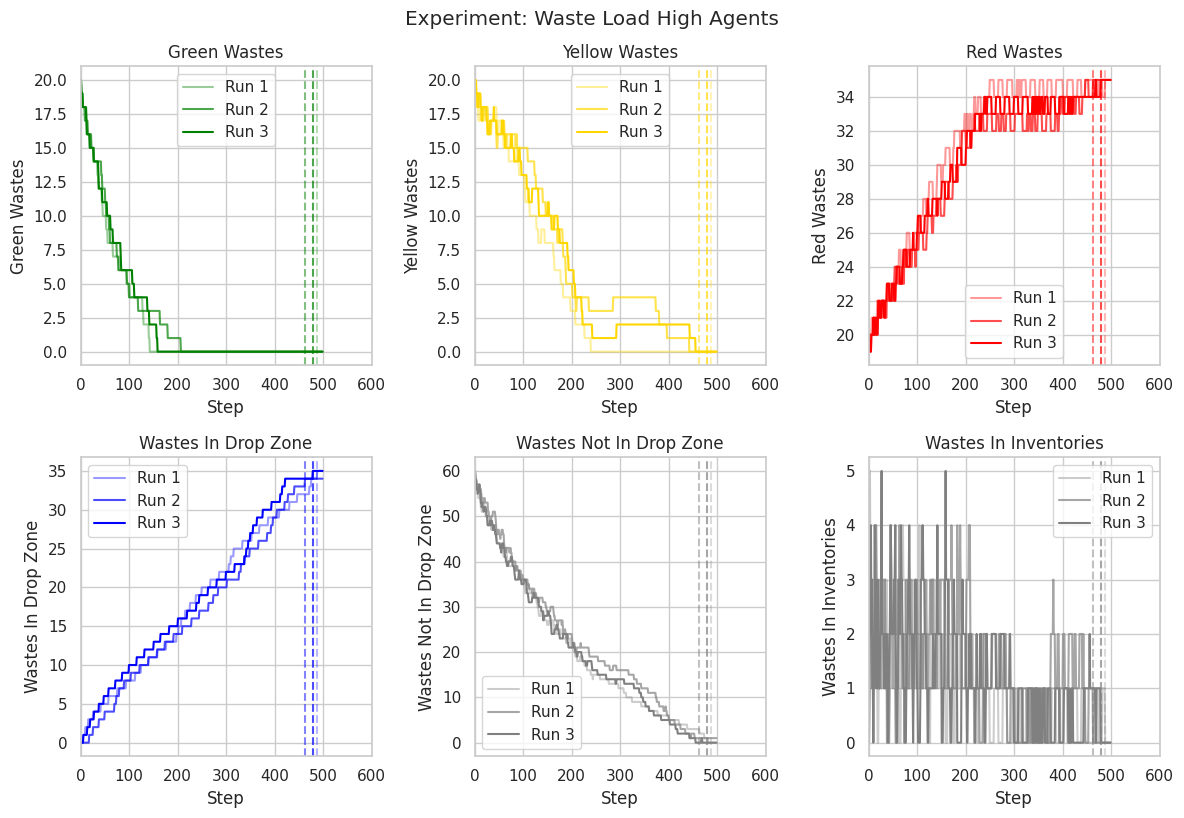 Experiment: Waste Load High Agents
Green Wastes
Green Wastes
20.0
17.5
15.0
12.5
10.0
7.5
5.0
2.5
0.0
Run 1
Run 2
Run 3
0 100 200 300 400 500 600
Step
Yellow Wastes
Yellow Wastes
20.0
17.5
15.0
12.5
10.0
7.5
5.0
2.5
0.0
Run 1
Run 2
Run 3
0 100 200 300 400 500 600
Step
Red Wastes
Red Wastes
34
32
30
28
26
24
22
20
Run 1
Run 2
Run 3
0 100 200 300 400 500 600
Step
Wastes In Drop Zone
Wastes In Drop Zone
35
30
25
20
15
10
5
0
Run 1
Run 2
Run 3
0 100 200 300 400 500 600
Step
Wastes Not In Drop Zone
Wastes Not In Drop Zone
60
50
40
30
20
10
0
Run 1
Run 2
Run 3
0 100 200 300 400 500 600
Step
Wastes In Inventories
Wastes In Inventories
5
4
3
2
1
0
Run 1
Run 2
Run 3
0 100 200 300 400 500 600
Step